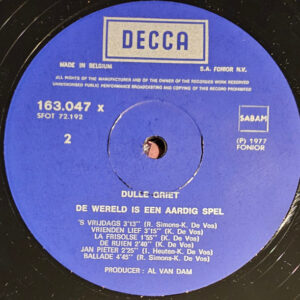 DECCA
MADE IN BELGIUM
S.A. FONIOR N.V.
ALL RIGHTS OF THE MANUFACTURER AND OF THE OWNER OF THE RECORDED WORK RESERVED
UNAUTHORISED PUBLIC PERFORMANCE BROADCASTING AND COPYING OF THIS RECORD PROHIBITED
163.047 x
SFOT 72.192
2
SABAM
(P) 1977
FONIOR
DULLE GRIET
DE WERELD IS EEN AARDIG SPEL
'S VRIJDAGS 3'13" (R. Simons-K. De Vos)
VRIENDEN LIEF 3'15" (K. De Vos)
LA FRISOLSE 1'55" (K. De Vos)
DE RUIEN 2'40" (K. De Vos)
JAN PIETER 2'25" (I. Heuten-K. De Vos)
BALLADE 4'45" (R. Simons-K. De Vos)
PRODUCER : AL VAN DAM